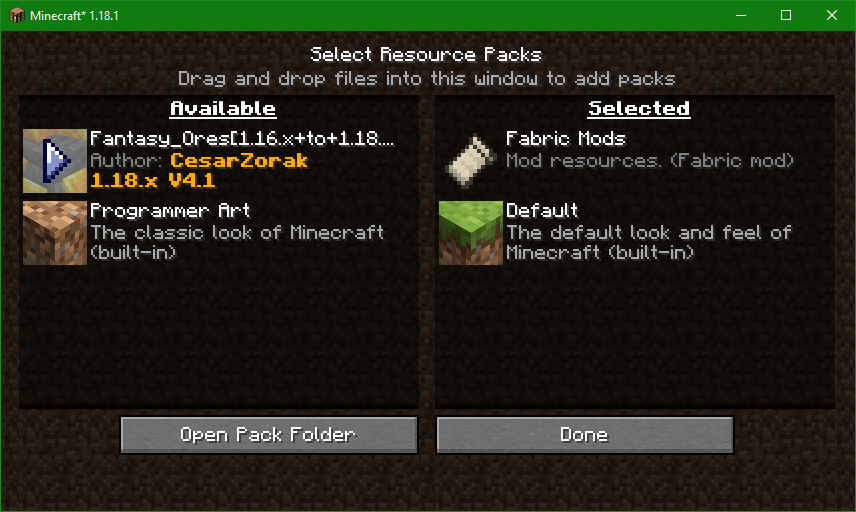 Minecraft* 1.18.1
Select Resource Packs
Drag and drop files into this window to add packs
Available
Fantasy_Ores[1.16.x+to+1.18....
Author: CesarZorak
1.18.x V4.1
Programmer Art
The classic look of Minecraft
(built-in)
Selected
Fabric Mods
Mod resources. (Fabric mod)
Default
The default look and feel of
Minecraft (built-in)
Open Pack Folder
Done